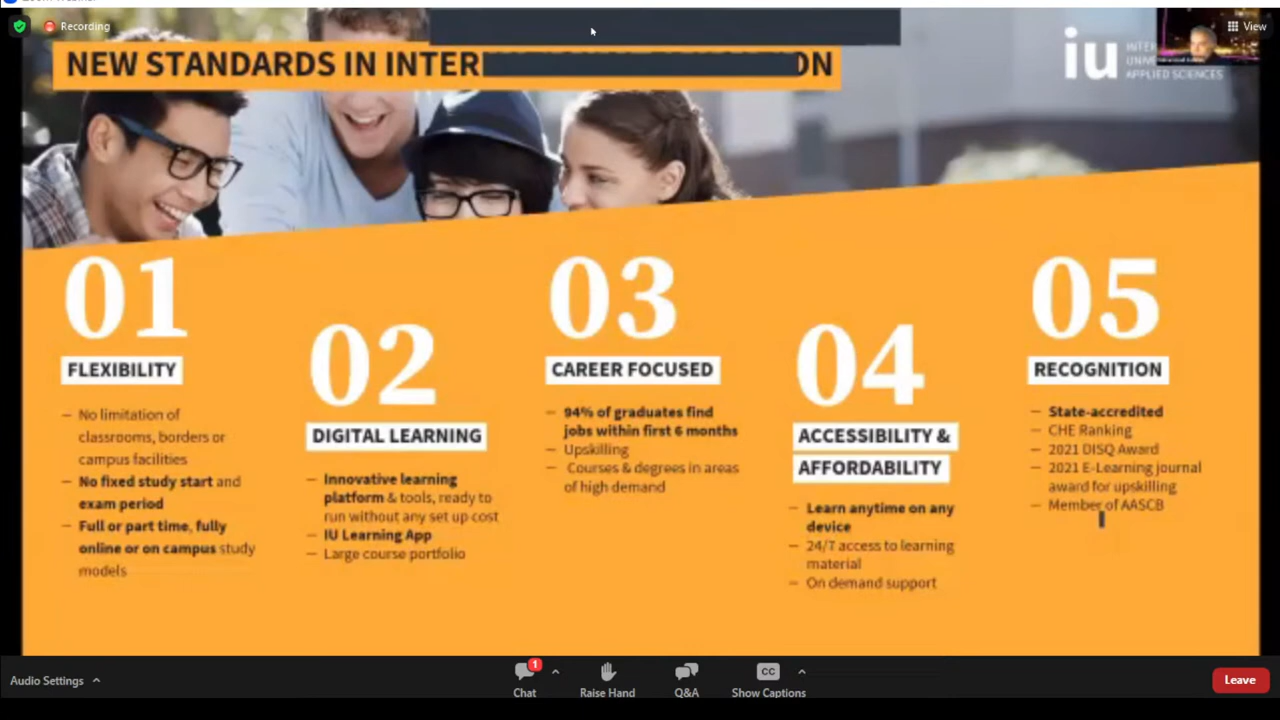 Recording
View
NEW STANDARDS IN INTER ON
iu
APPLIED SCIENCES
01
FLEXIBILITY
– No limitation of
classrooms, borders or
campus facilities
– No fixed study start and
exam period
– Full or part time, fully
online or on campus study
models
02
DIGITAL LEARNING
– Innovative learning
platform & tools, ready to
run without any set up cost
– IU Learning App
– Large course portfolio
03
CAREER FOCUSED
– 94% of graduates find
jobs within first 6 months
– Upskilling
– Courses & degrees in areas
of high demand
04
ACCESSIBILITY &
AFFORDABILITY
– Learn anytime on any
device
– 24/7 access to learning
material
– On demand support
05
RECOGNITION
– State-accredited
– CHE Ranking
– 2021 DISQ Award
– 2021 E-Learning journal
award for upskilling
– Member of AASCB
Audio Settings
1
Chat
Raise Hand
Q&A
CC
Show Captions
Leave